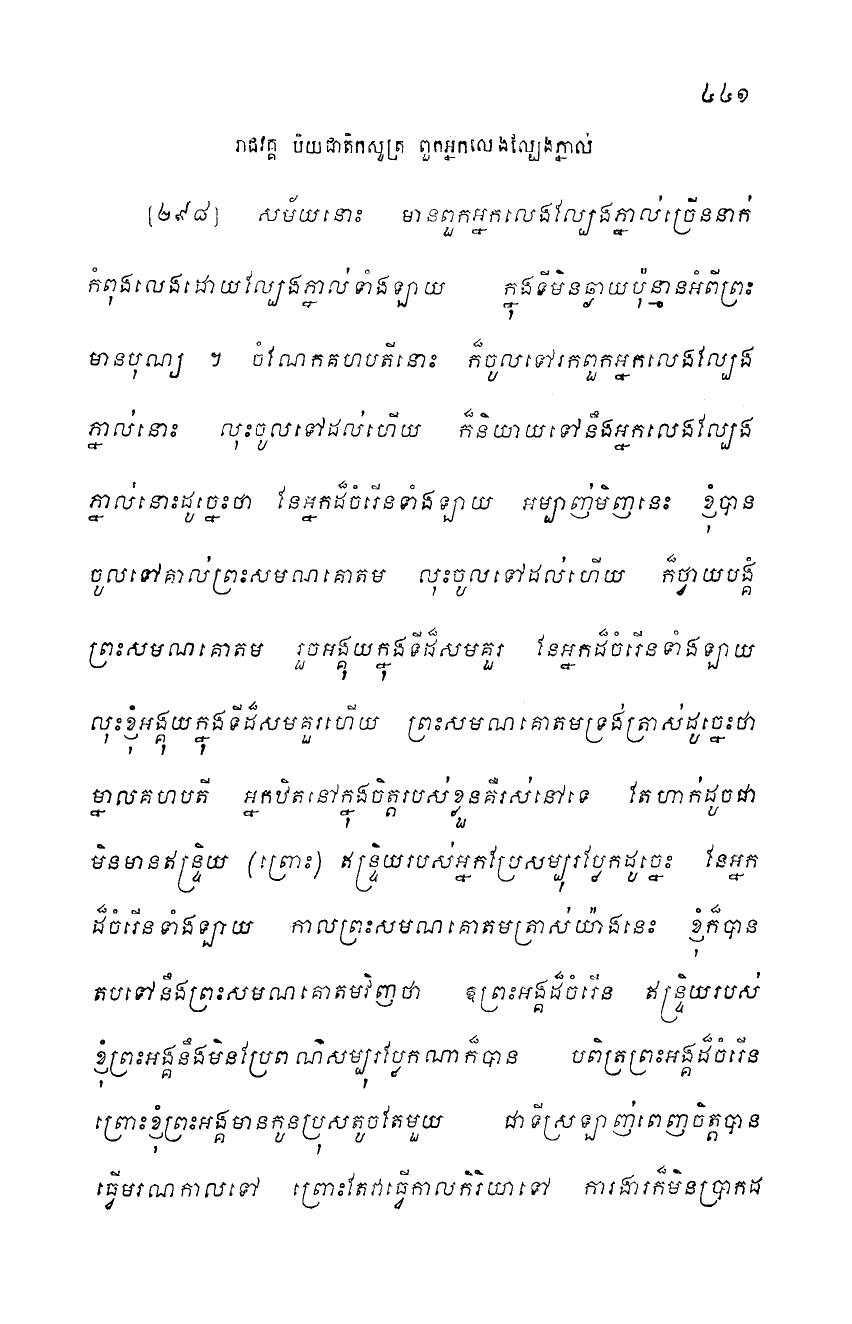 ៤៤១
រាជវគ្គ បិយជាតិកសូត្រ ពួកអ្នកលេងល្បែងភ្នាល់
[២៩៨] សម័យនោះ មានពួកអ្នកលេងល្បែងភ្នាល់ច្រើននាក់
កំពុងលេងដោយល្បែងភ្នាល់ទាំងឡាយ ក្នុងទីមិនឆ្ងាយប៉ុន្មានអំពីព្រះ
មានបុណ្យ ។ ចំណែកគហបតីនោះ ក៏ចូលទៅរកពួកអ្នកលេងល្បែង
ភ្នាល់នោះ លុះចូលទៅដល់ហើយ ក៏និយាយទៅនឹងអ្នកលេងល្បែង
ភ្នាល់នោះដូច្នេះថា នែអ្នកដ៏ចំរើនទាំងឡាយ អម្បាញ់មិញនេះ ខ្ញុំបាន
ចូលទៅគាល់ព្រះសមណគោតម លុះចូលទៅដល់ហើយ ក៏ថ្វាយបង្គំ
ព្រះសមណគោតម រួចអង្គុយក្នុងទីដ៏សមគួរ នែអ្នកដ៏ចំរើនទាំងឡាយ
លុះខ្ញុំអង្គុយក្នុងទីដ៏សមគួរហើយ ព្រះសមណគោតមទ្រង់ត្រាស់ដូច្នេះថា
ម្នាលគហបតី អ្នកឋិតនៅក្នុងចិត្តរបស់ខ្លួនគឺរស់នៅទេ តែហាក់ដូចជា
មិនមានឥន្ទ្រិយ (ព្រោះ) ឥន្ទ្រិយរបស់អ្នកប្រែសម្បុរប្លែកដូច្នេះ នែអ្នក
ដ៏ចំរើនទាំងឡាយ កាលព្រះសមណគោតមត្រាស់យ៉ាងនេះ ខ្ញុំក៏បាន
តបទៅនឹងព្រះសមណគោតមវិញថា ឱព្រះអង្គដ៏ចំរើន ឥន្ទ្រិយរបស់
ខ្ញុំព្រះអង្គនឹងមិនប្រែពណ៌សម្បុរប្លែកណាក៏បាន បពិត្រព្រះអង្គដ៏ចំរើន
ព្រោះខ្ញុំព្រះអង្គមានកូនប្រុសតូចតែមួយ ជាទីស្រឡាញ់ពេញចិត្តបាន
ធ្វើមរណកាលទៅ ព្រោះតែវាធ្វើកាលកិរិយាទៅ ការងារក៏មិនប្រាកដ